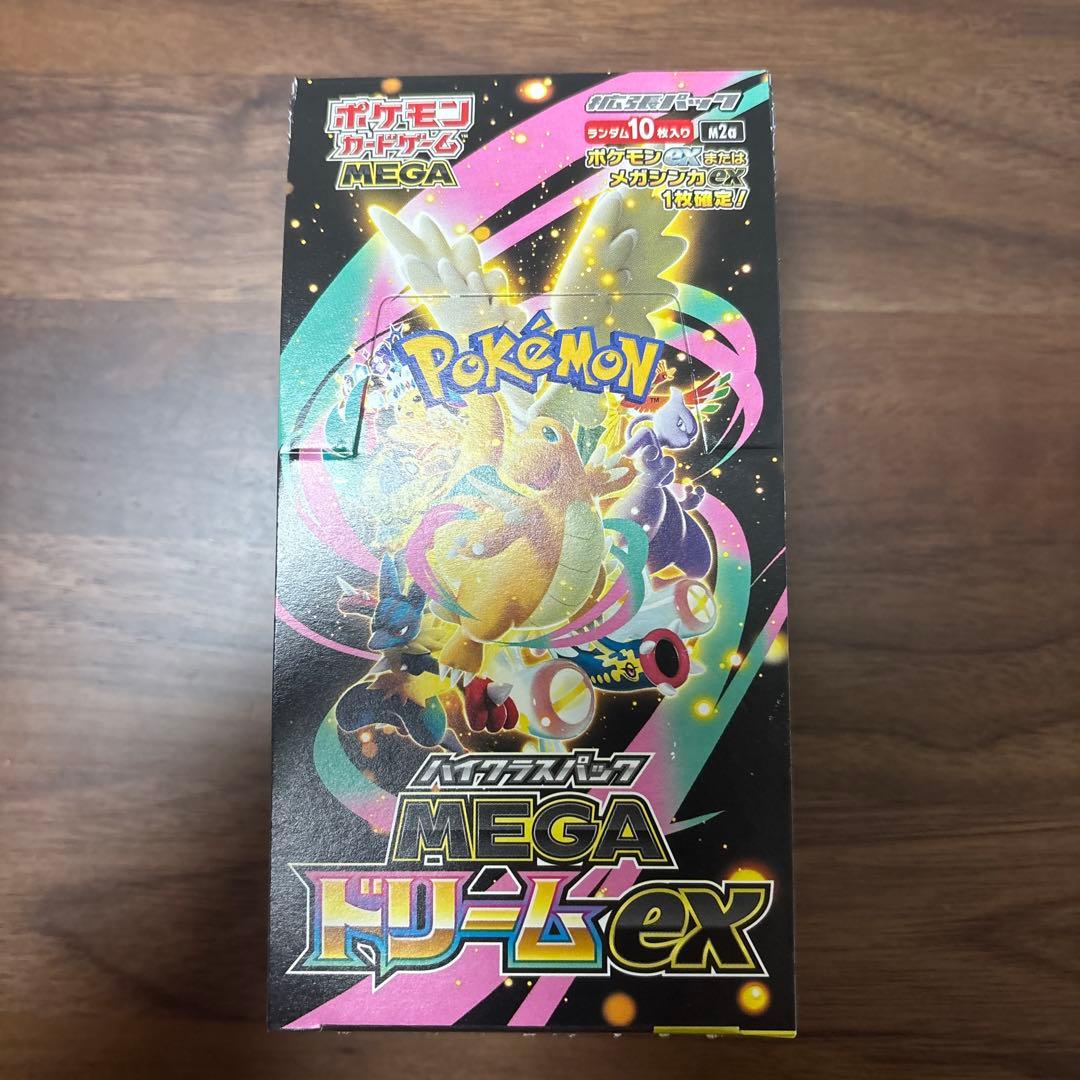 ポケモン
カードゲーム
MEGA
拡張パック
ランダム10枚入り M2a
ポケモンexまたは
メガシンカex
1枚確定!
POKéMON
TM
ハイクラスパック
MEGA
ドリームex